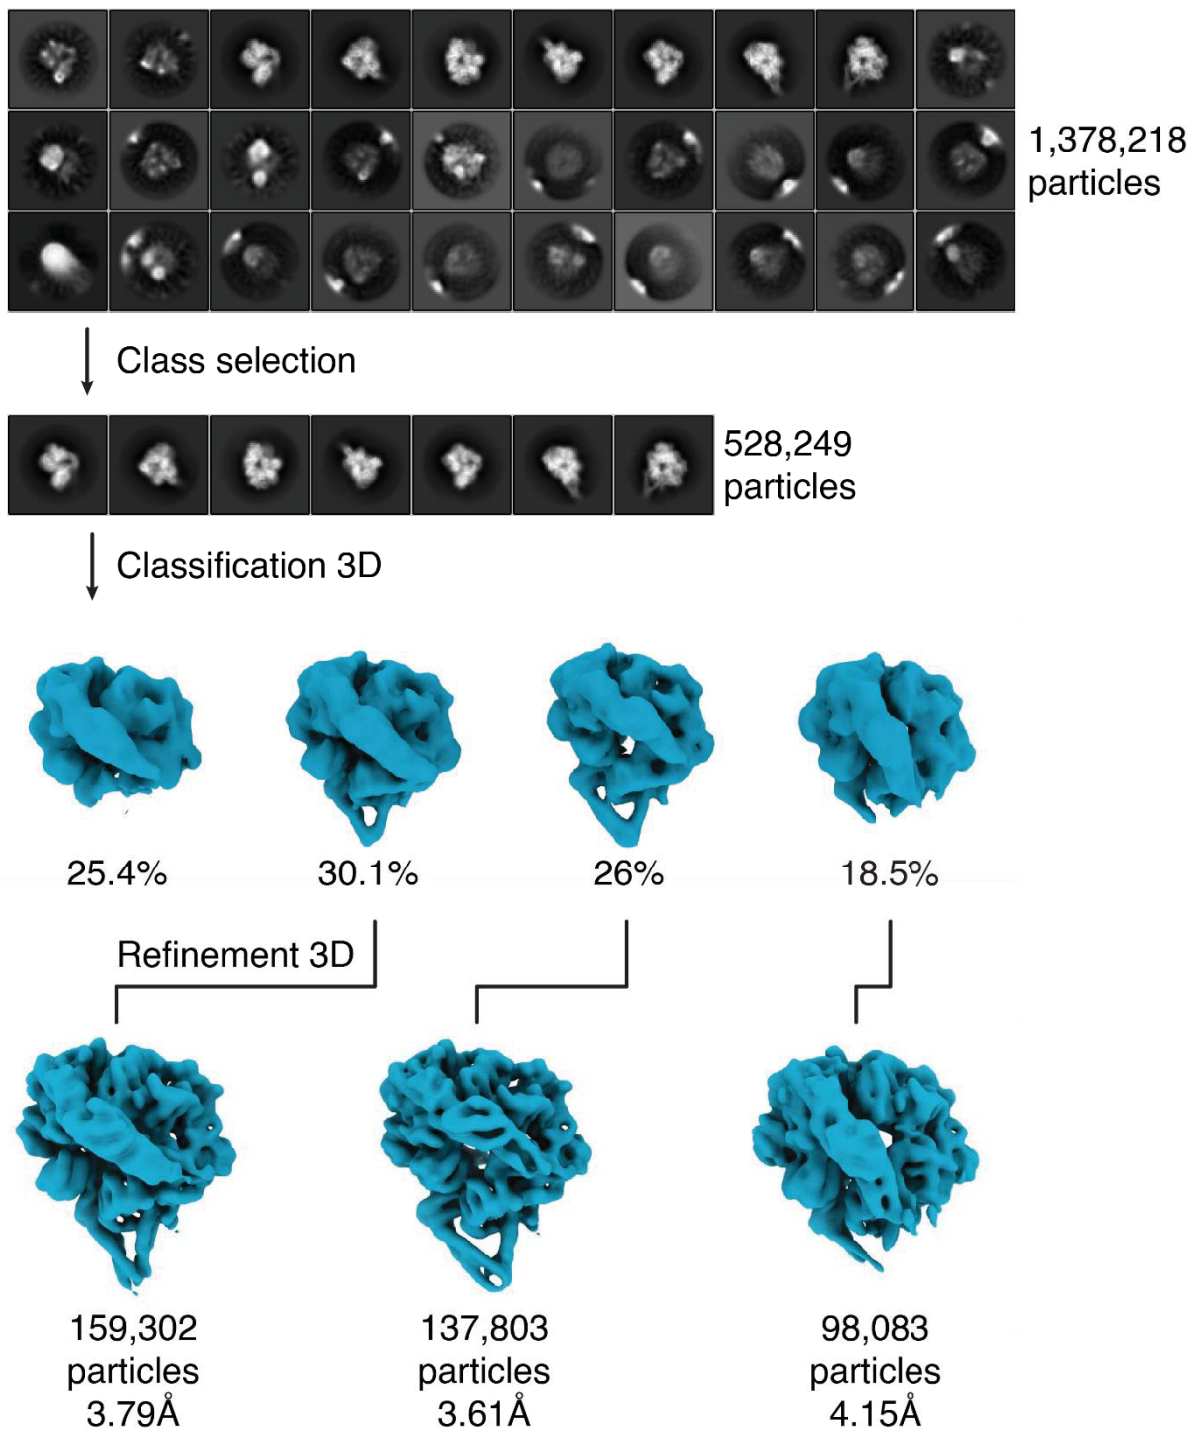 1,378,218
particles
Class selection
528,249
particles
Classification 3D
25.4%
30.1%
26%
18.5%
Refinement 3D
159,302
particles
3.79Å
137,803
particles
3.61Å
98,083
particles
4.15Å